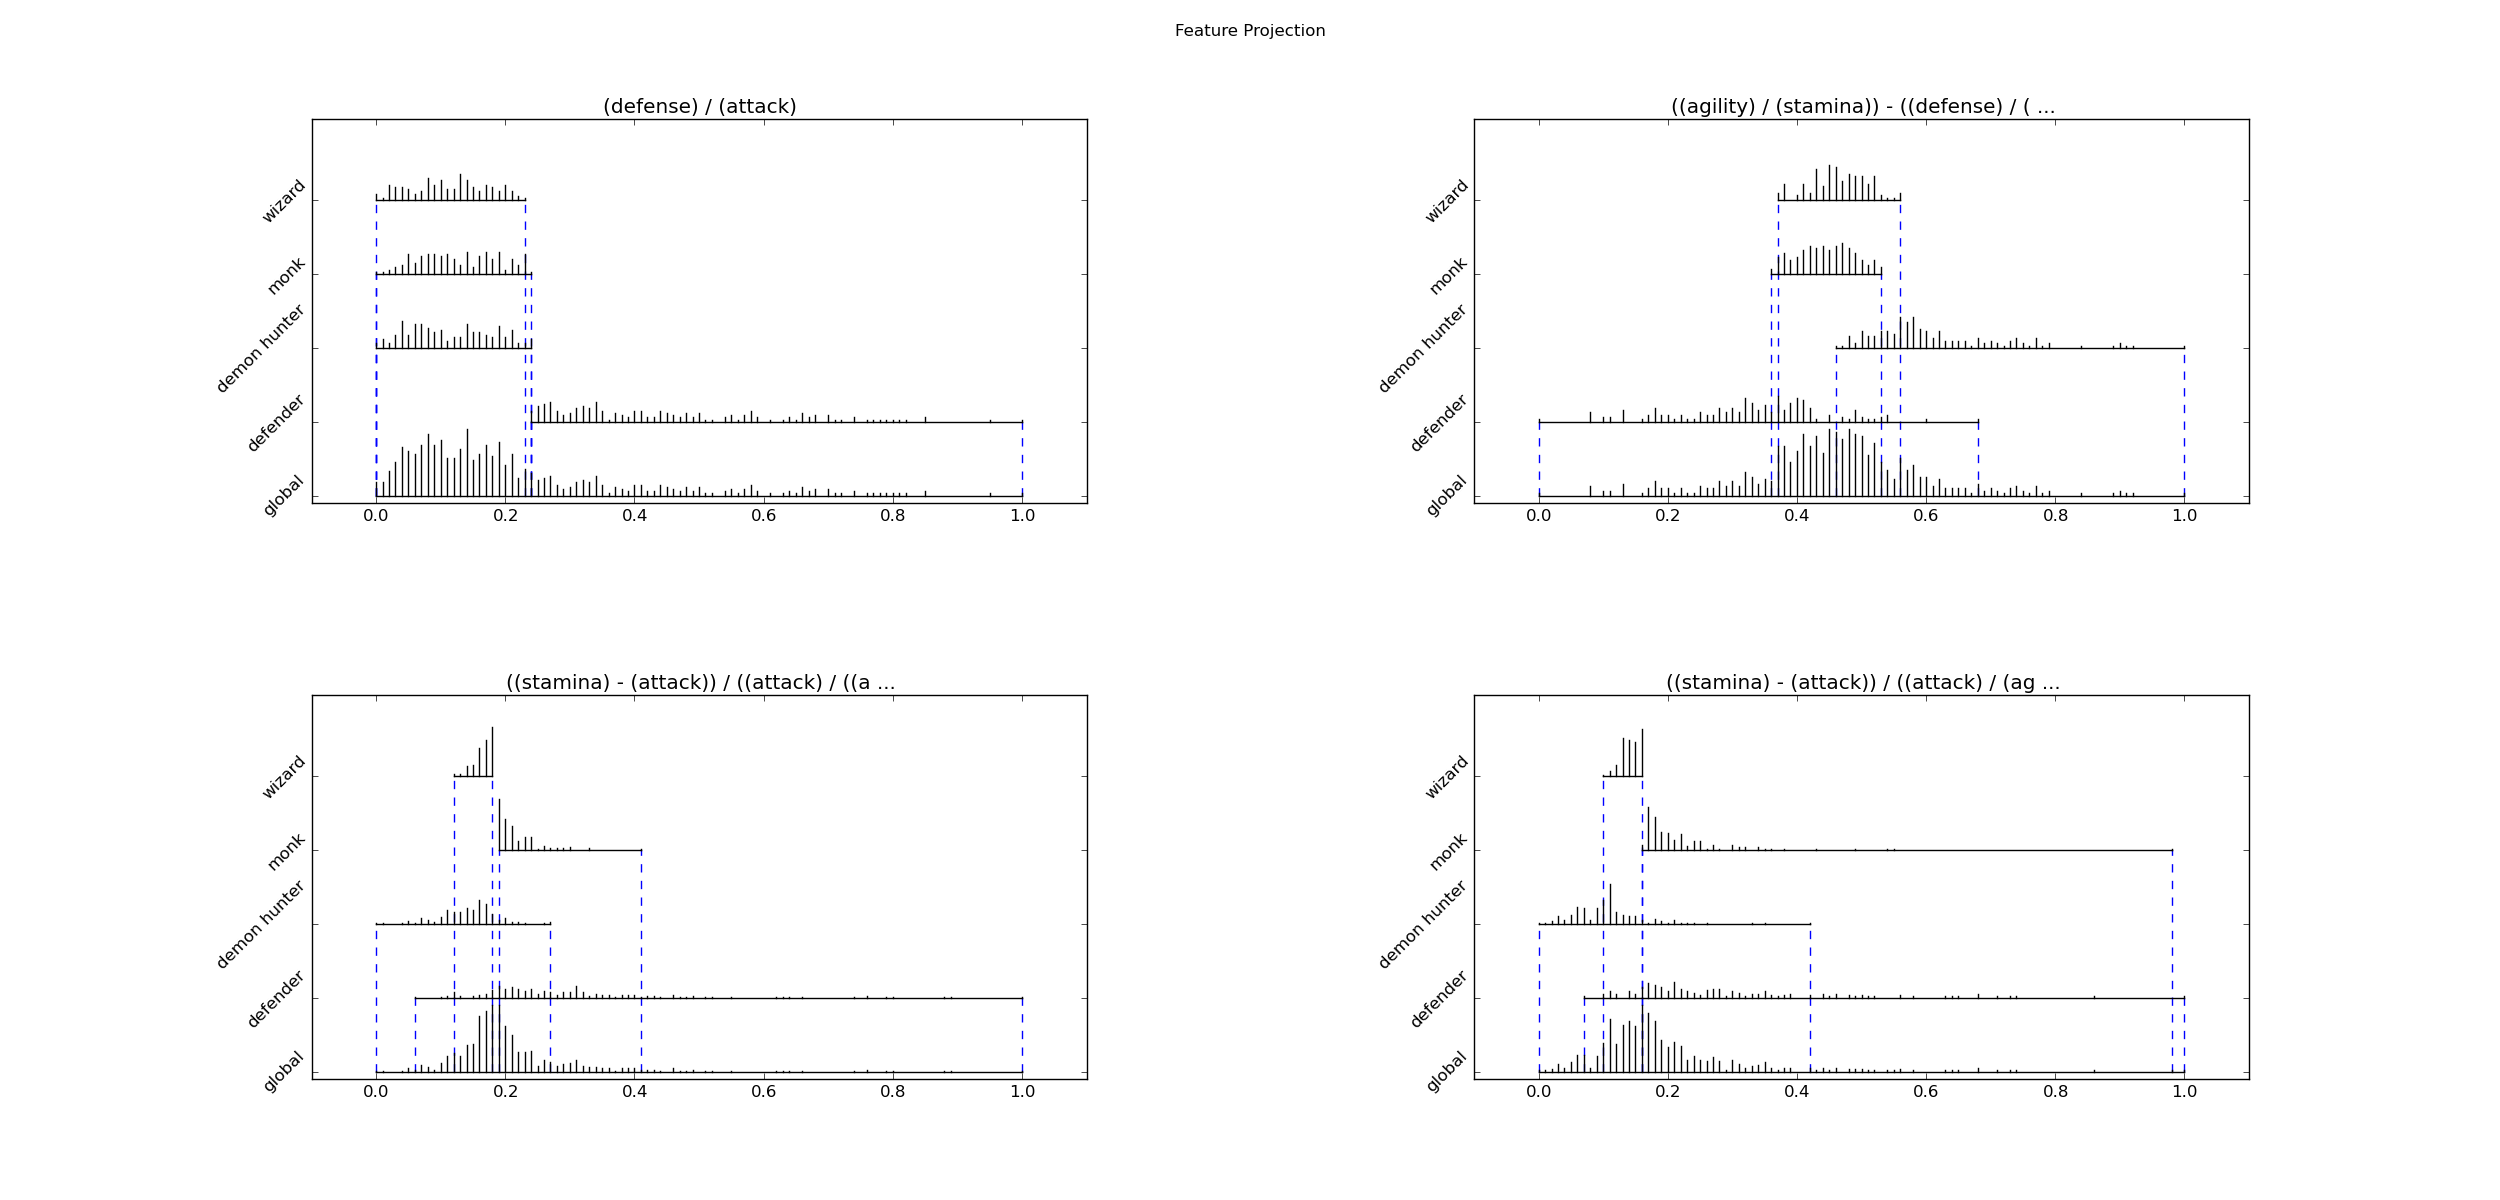 Feature Projection
(defense) / (attack)
wizard
monk
demon hunter
defender
global
0.0 0.2 0.4 0.6 0.8 1.0
((agility) / (stamina)) - ((defense) / ( ...
wizard
monk
demon hunter
defender
global
0.0 0.2 0.4 0.6 0.8 1.0
((stamina) - (attack)) / ((attack) / ((a ...
wizard
monk
demon hunter
defender
global
0.0 0.2 0.4 0.6 0.8 1.0
((stamina) - (attack)) / ((attack) / (ag ...
wizard
monk
demon hunter
defender
global
0.0 0.2 0.4 0.6 0.8 1.0